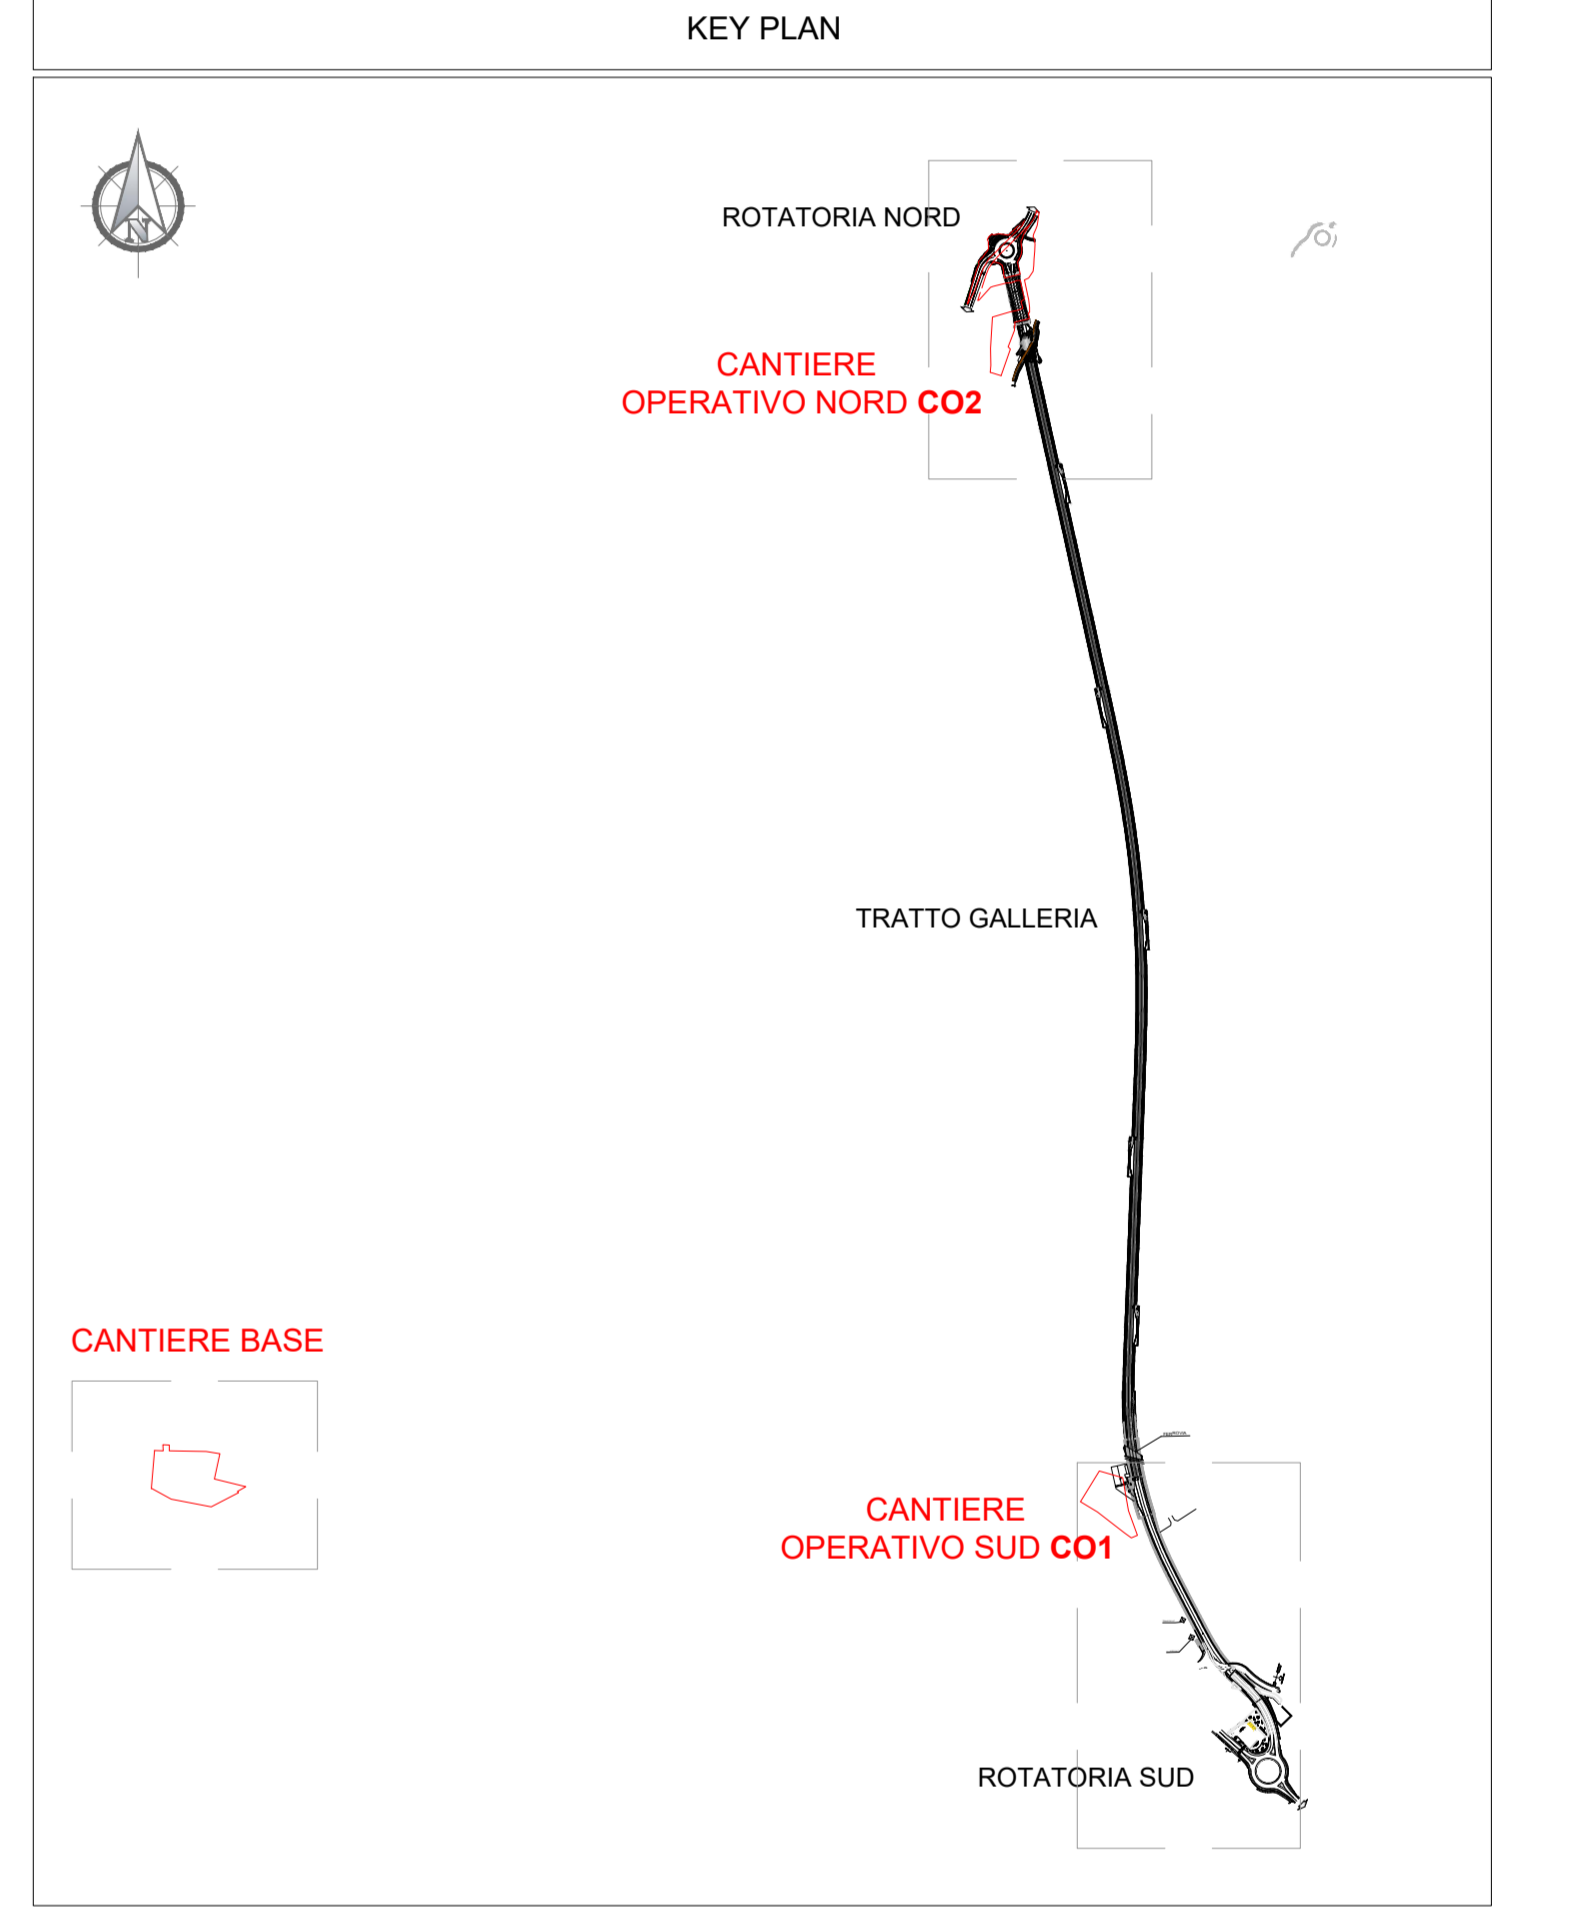 KEY PLAN
N
ROTATORIA NORD
CANTIERE
OPERATIVO NORD CO2
TRATTO GALLERIA
CANTIERE BASE
CANTIERE
OPERATIVO SUD CO1
ROTATORIA SUD